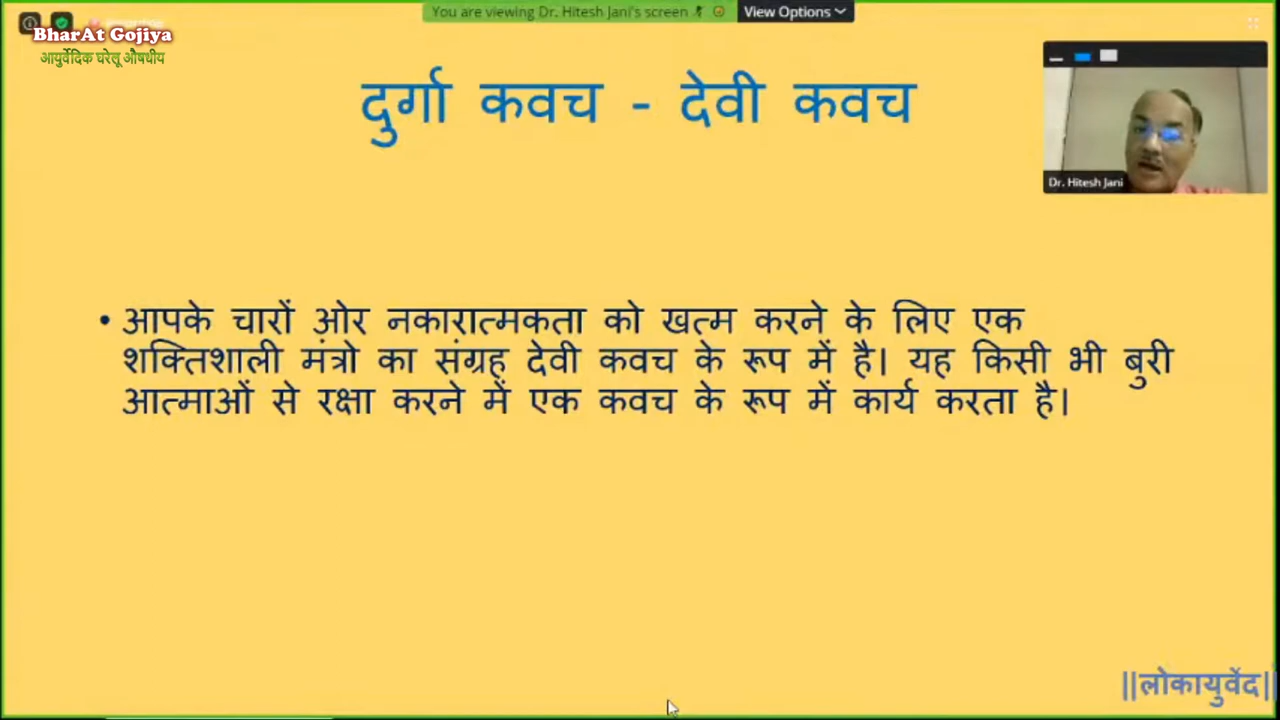 You are viewing Dr. Hitesh Jani's screen
View Options
BharAt Gojiya
आयुर्वेदिक घरेलू औषधीय
दुर्गा कवच - देवी कवच
Dr. Hitesh Jani
• आपके चारों ओर नकारात्मकता को खत्म करने के लिए एक
शक्तिशाली मंत्रो का संग्रह देवी कवच के रूप में है। यह किसी भी बुरी
आत्माओं से रक्षा करने में एक कवच के रूप में कार्य करता है।
||लोकायुर्वेद||